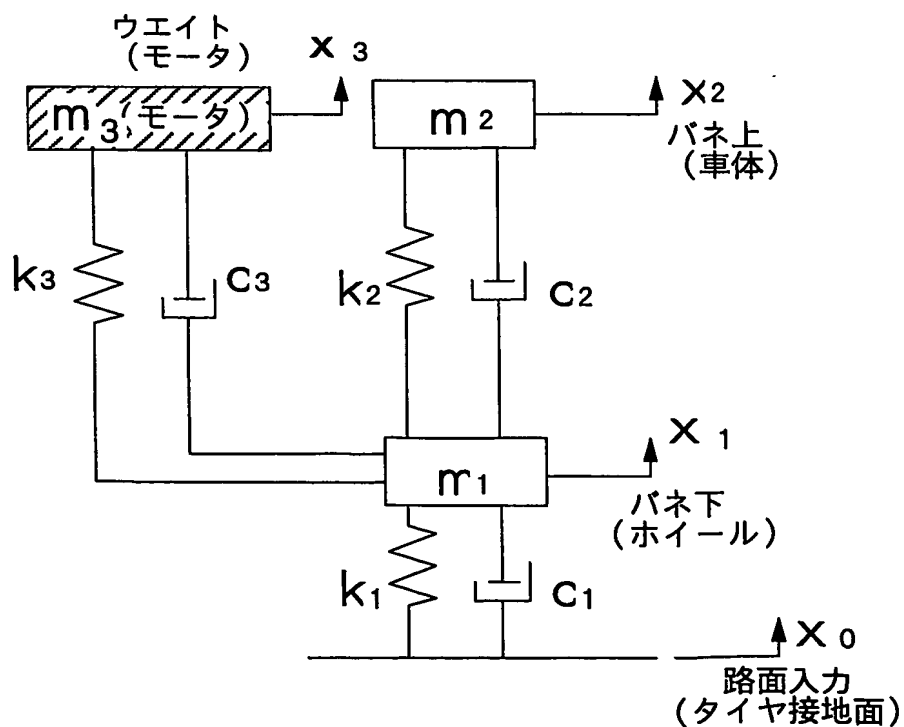 ウエイト
(モータ)
x 3
m 3 (モータ)
m 2
x2
バネ上
(車体)
k3
c3
k2
c2
x 1
m1
バネ下
(ホイール)
k1
c1
x 0
路面入力
(タイヤ接地面)